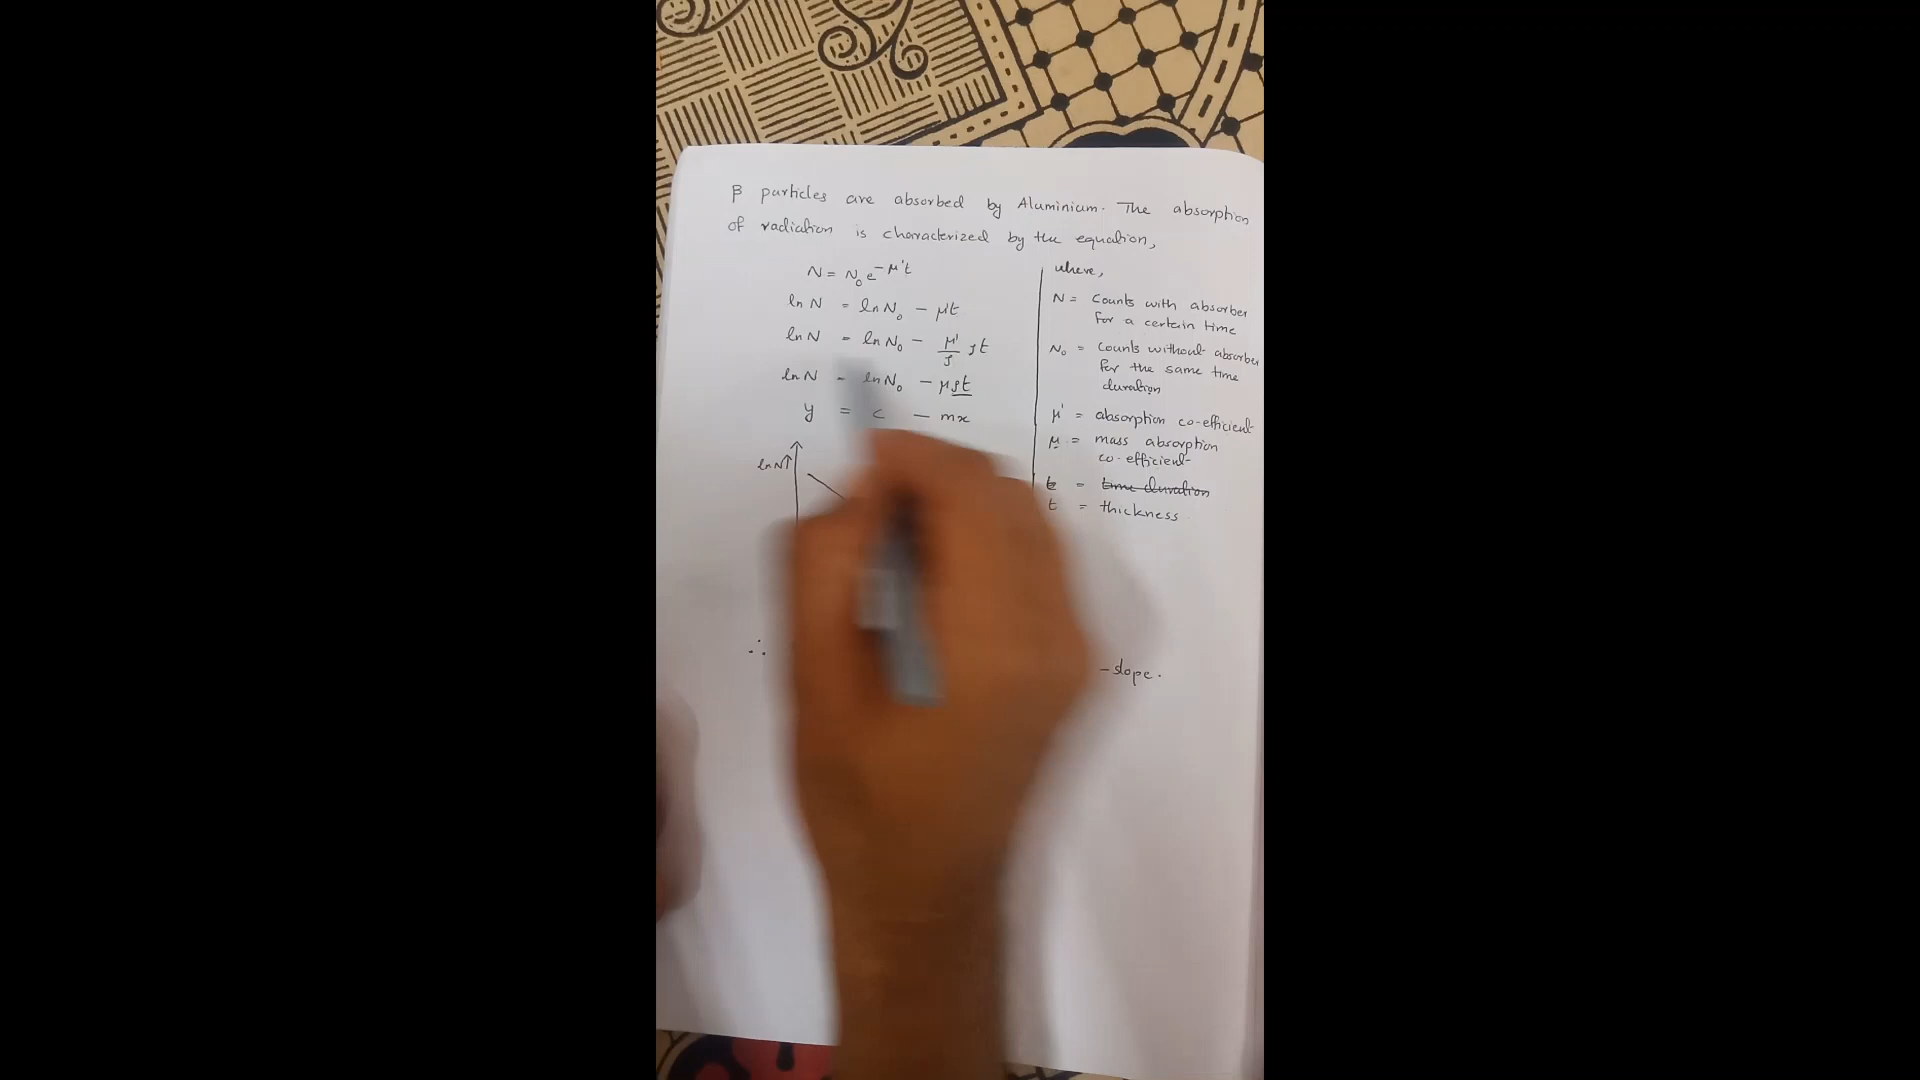 β particles are absorbed by Aluminium. The absorption
of radiation is characterized by the equation,
N = N₀ e^-μ't
ln N = ln N₀ - μ't
ln N = ln N₀ - μ'/ρ ρt
ln N = ln N₀ - μρt
y = c - mx
ln N↑
∴
- slope.
where,
N = Counts with absorber
for a certain time
N₀ = Counts without absorber
for the same time
duration
μ' = absorption co-efficient
μ = mass absorption
co-efficient
t = time duration
t = thickness